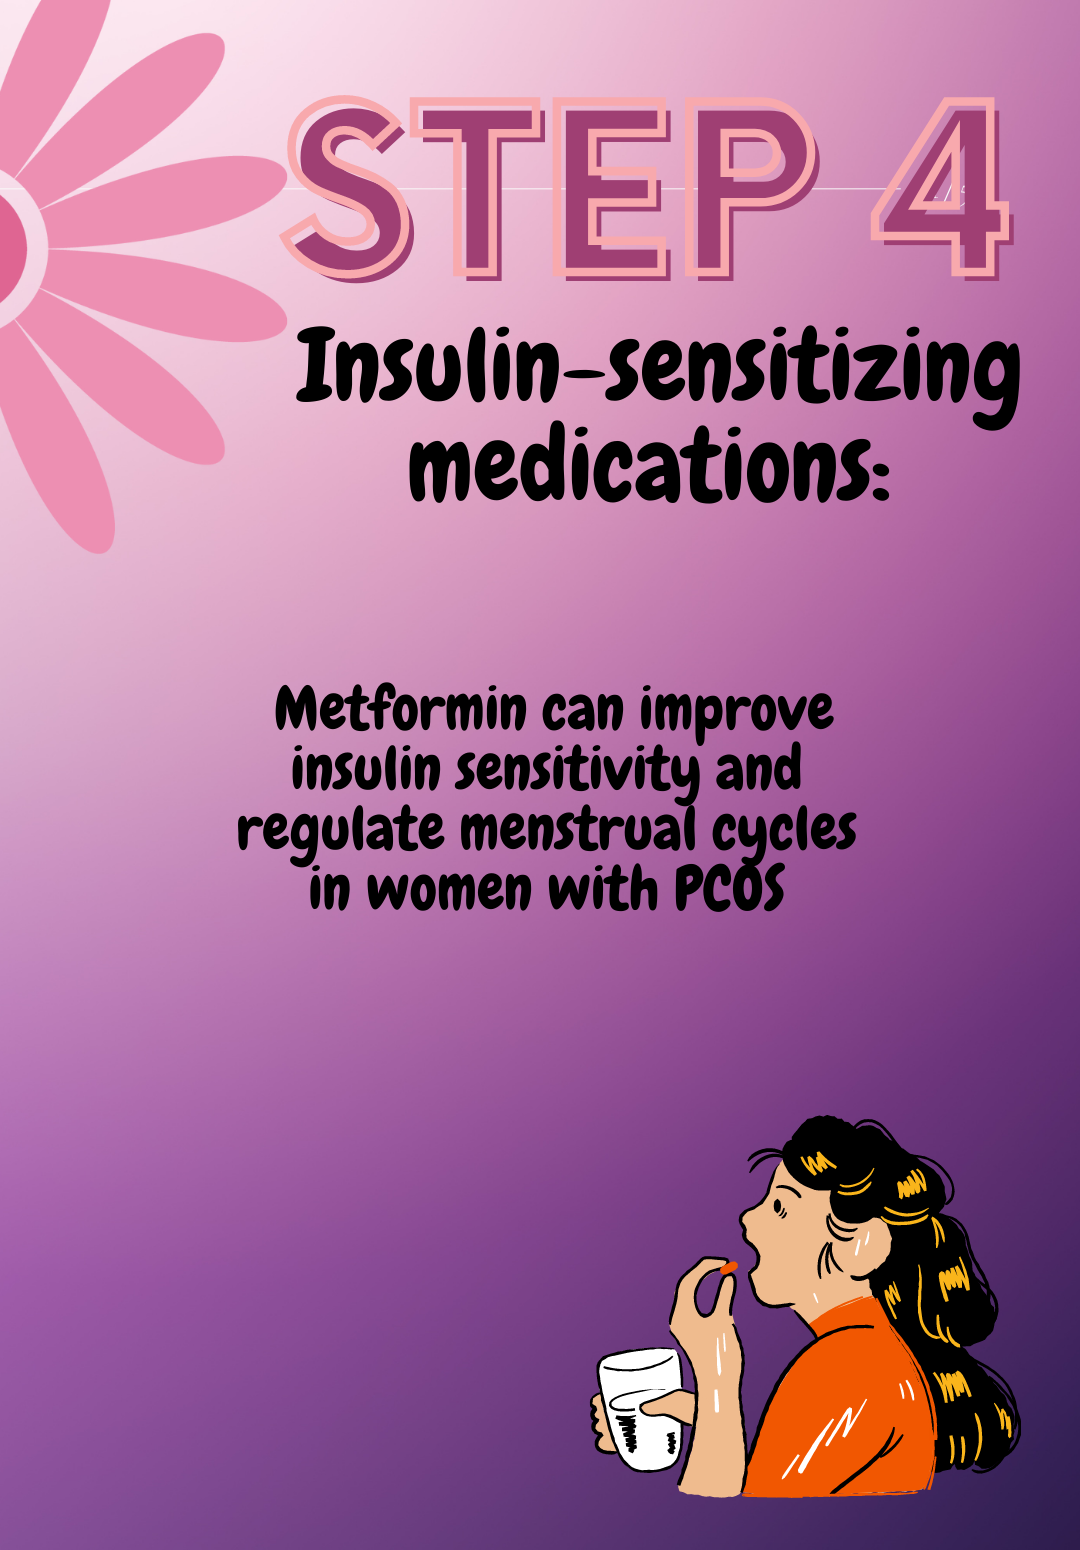 STEP 4
Insulin-sensitizing
medications:
Metformin can improve
insulin sensitivity and
regulate menstrual cycles
in women with PCOS